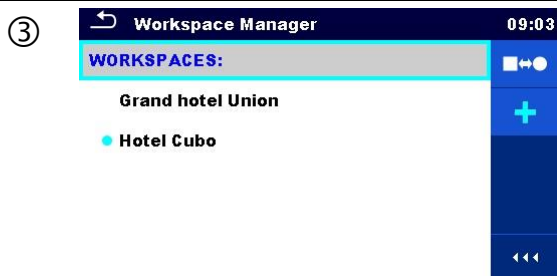 ③
Workspace Manager 09:03
WORKSPACES:
Grand hotel Union
Hotel Cubo